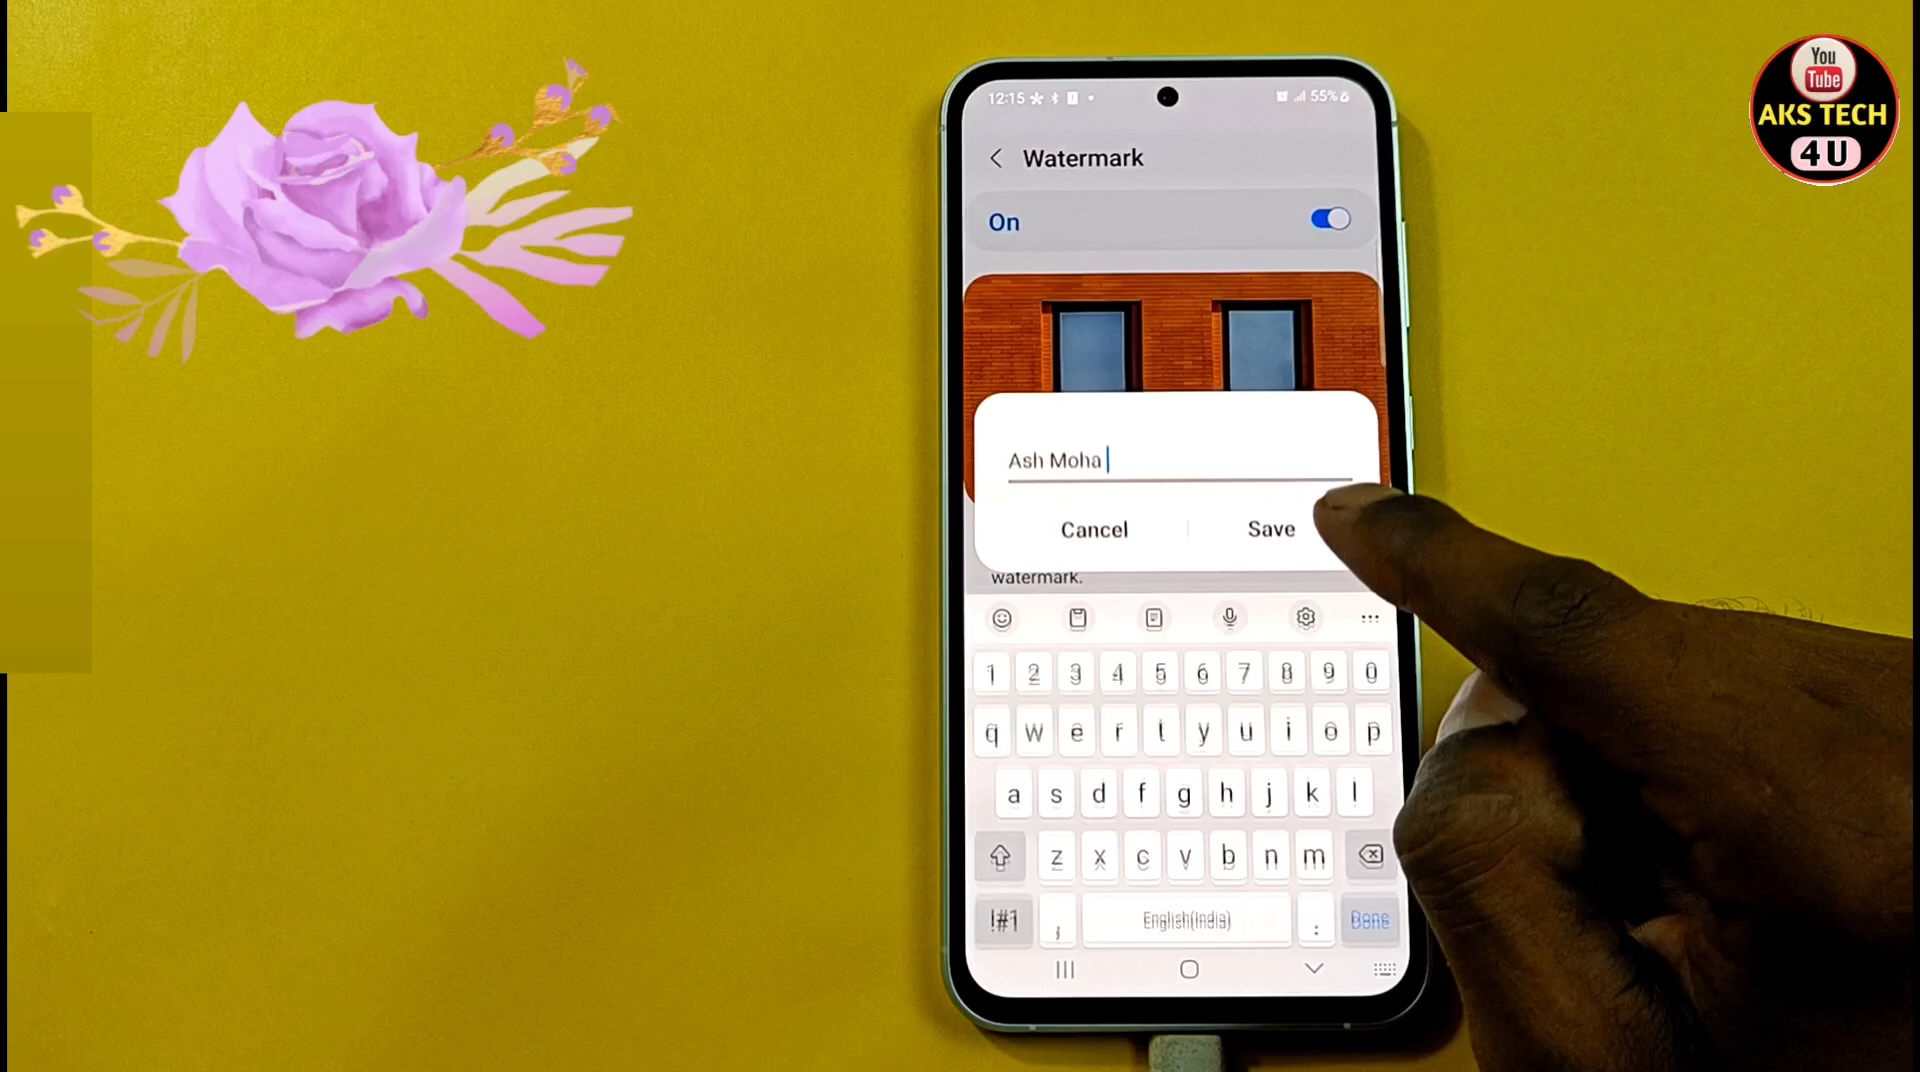 You
Tube
AKS TECH
4 U
12:15
55%
Watermark
On
Ash Moha
Cancel
Save
watermark.
1 2 3 4 5 6 7 8 9 0
q w e r t y u i o p
a s d f g h j k l
z x c v b n m
!#1 , English(India) . Done